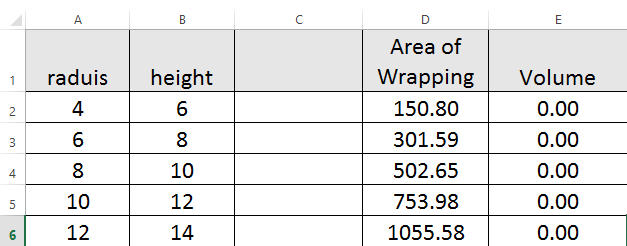 A B C D E
1 raduis height Area of Wrapping Volume
2 4 6 150.80 0.00
3 6 8 301.59 0.00
4 8 10 502.65 0.00
5 10 12 753.98 0.00
6 12 14 1055.58 0.00